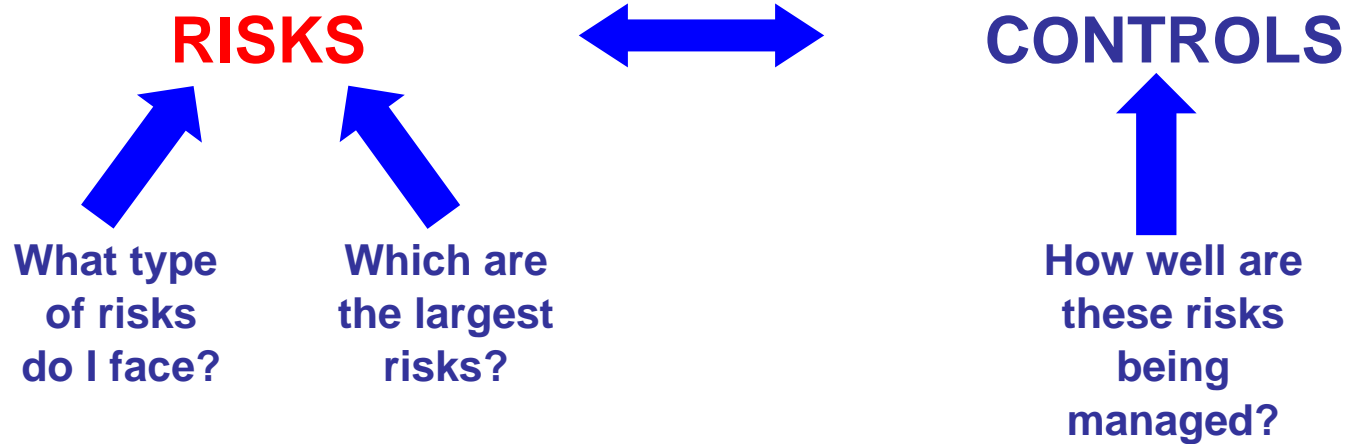 RISKS
CONTROLS
What type
of risks
do I face?
Which are
the largest
risks?
How well are
these risks
being
managed?